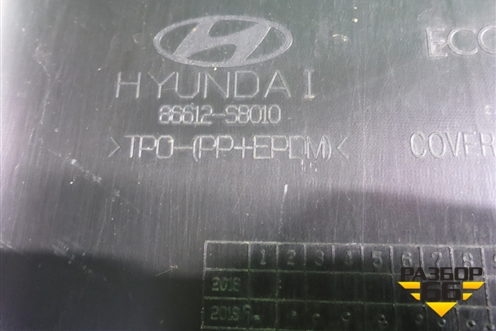 ECO
HYUNDAI
86612-S8010
>TPO-(PP+EPDM)<
COVER
1 2 3 4 5 6 7 8
2018
2019
РАЗБОР
66